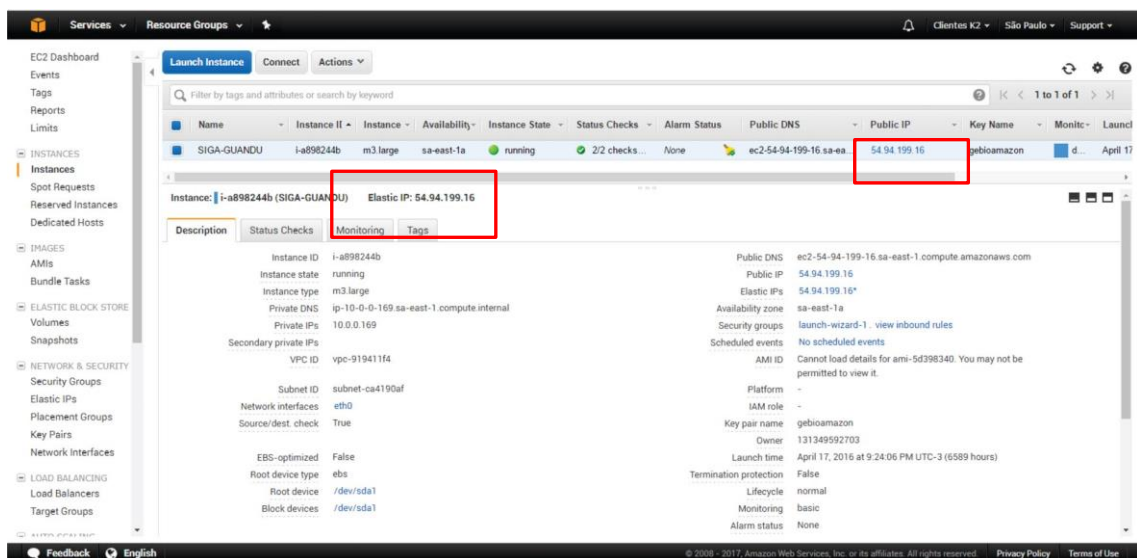 Services Resource Groups Clientes K2 São Paulo Support
EC2 Dashboard
Events
Tags
Reports
Limits
INSTANCES
Instances
Spot Requests
Reserved Instances
Dedicated Hosts
IMAGES
AMIs
Bundle Tasks
ELASTIC BLOCK STORE
Volumes
Snapshots
NETWORK & SECURITY
Security Groups
Elastic IPs
Placement Groups
Key Pairs
Network Interfaces
LOAD BALANCING
Load Balancers
Target Groups
Launch Instance Connect Actions
Filter by tags and attributes or search by keyword 1 to 1 of 1
Name Instance II Instance Availability Instance State Status Checks Alarm Status Public DNS Public IP Key Name Monitc Launcl
SIGA-GUANDU i-a898244b m3.large sa-east-1a running 2/2 checks... None ec2-54-94-199-16.sa-ea... 54.94.199.16 gebioamazon d... April 17
Instance: i-a898244b (SIGA-GUANDU) Elastic IP: 54.94.199.16
Description Status Checks Monitoring Tags
Instance ID i-a898244b
Instance state running
Instance type m3.large
Private DNS ip-10-0-0-169.sa-east-1.compute.internal
Private IPs 10.0.0.169
Secondary private IPs
VPC ID vpc-919411f4
Subnet ID subnet-ca4190af
Network interfaces eth0
Source/dest. check True
EBS-optimized False
Root device type ebs
Root device /dev/sda1
Block devices /dev/sda1
Public DNS ec2-54-94-199-16.sa-east-1.compute.amazonaws.com
Public IP 54.94.199.16
Elastic IPs 54.94.199.16*
Availability zone sa-east-1a
Security groups launch-wizard-1 . view inbound rules
Scheduled events No scheduled events
AMI ID Cannot load details for ami-5d398340. You may not be
permitted to view it.
Platform -
IAM role -
Key pair name gebioamazon
Owner 131349592703
Launch time April 17, 2016 at 9:24:06 PM UTC-3 (6589 hours)
Termination protection False
Lifecycle normal
Monitoring basic
Alarm status None
Feedback English © 2008 - 2017, Amazon Web Services, Inc. or its affiliates. All rights reserved. Privacy Policy Terms of Use